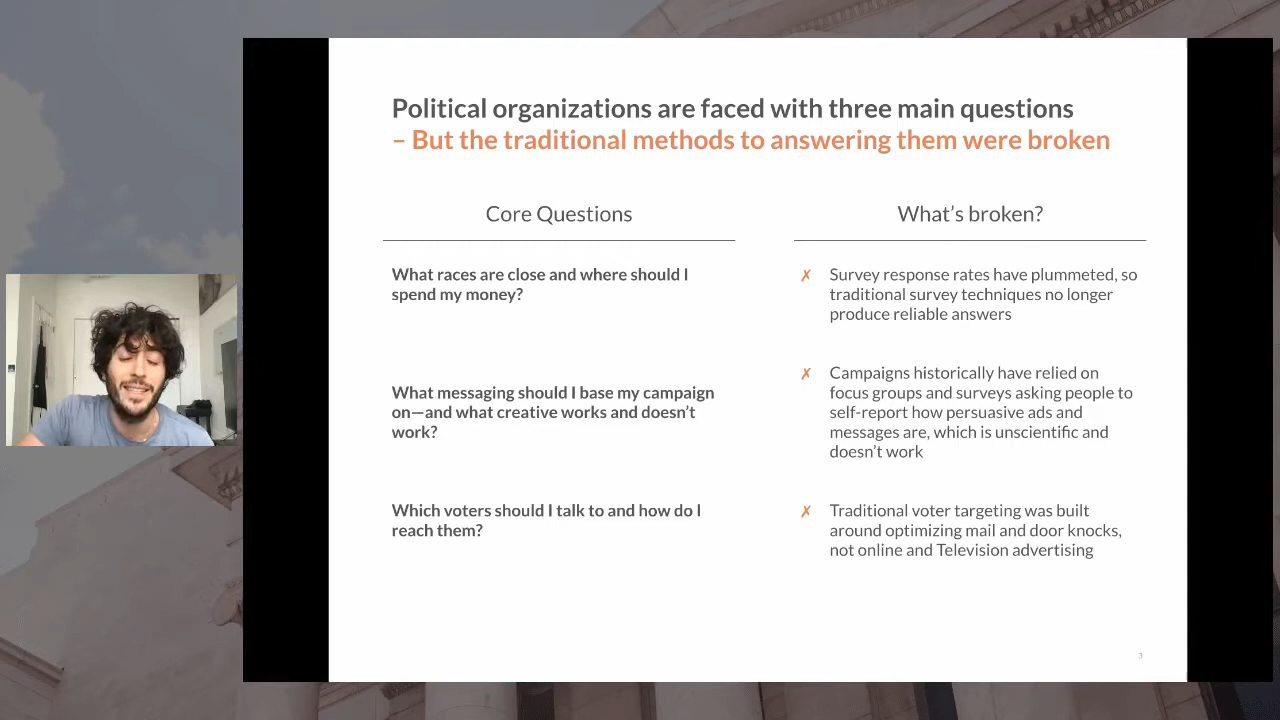 Political organizations are faced with three main questions
– But the traditional methods to answering them were broken
Core Questions
What's broken?
What races are close and where should I
spend my money?
✗ Survey response rates have plummeted, so
traditional survey techniques no longer
produce reliable answers
What messaging should I base my campaign
on—and what creative works and doesn't
work?
✗ Campaigns historically have relied on
focus groups and surveys asking people to
self-report how persuasive ads and
messages are, which is unscientific and
doesn't work
Which voters should I talk to and how do I
reach them?
✗ Traditional voter targeting was built
around optimizing mail and door knocks,
not online and Television advertising
3